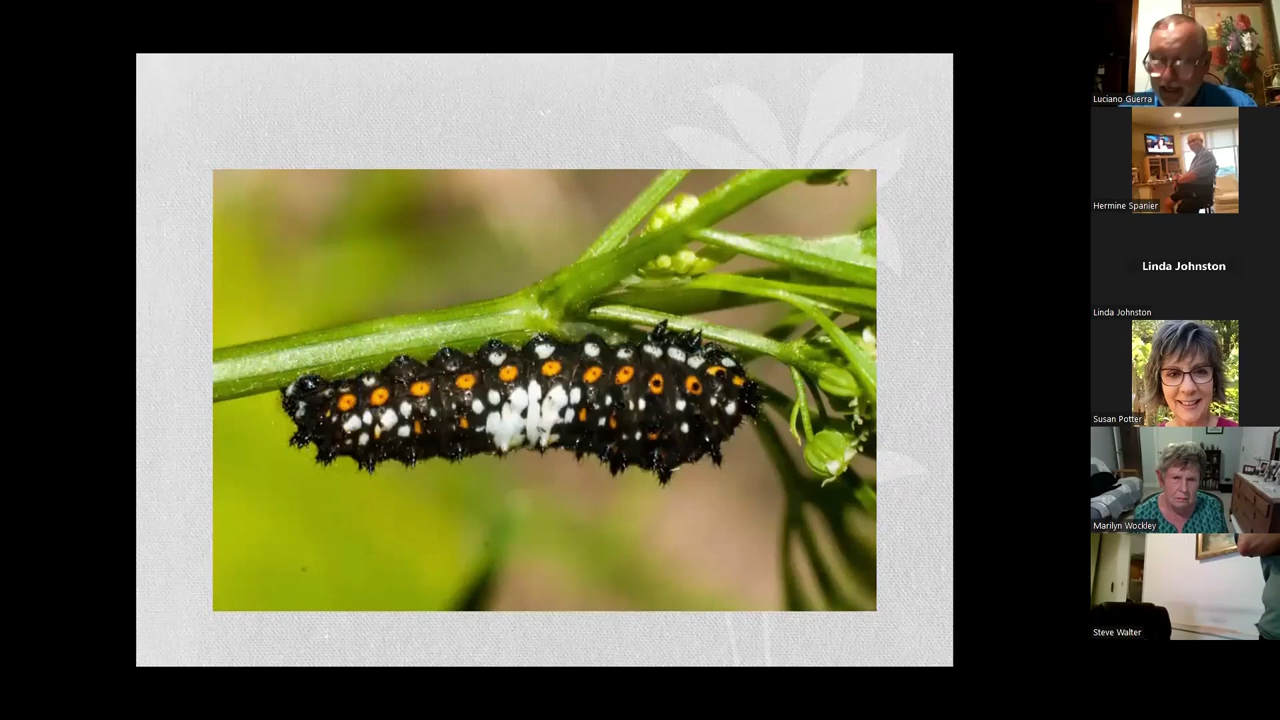 Luciano Guerra
Hermine Spanier
Linda Johnston
Linda Johnston
Susan Potter
Marilyn Wockley
Steve Walter